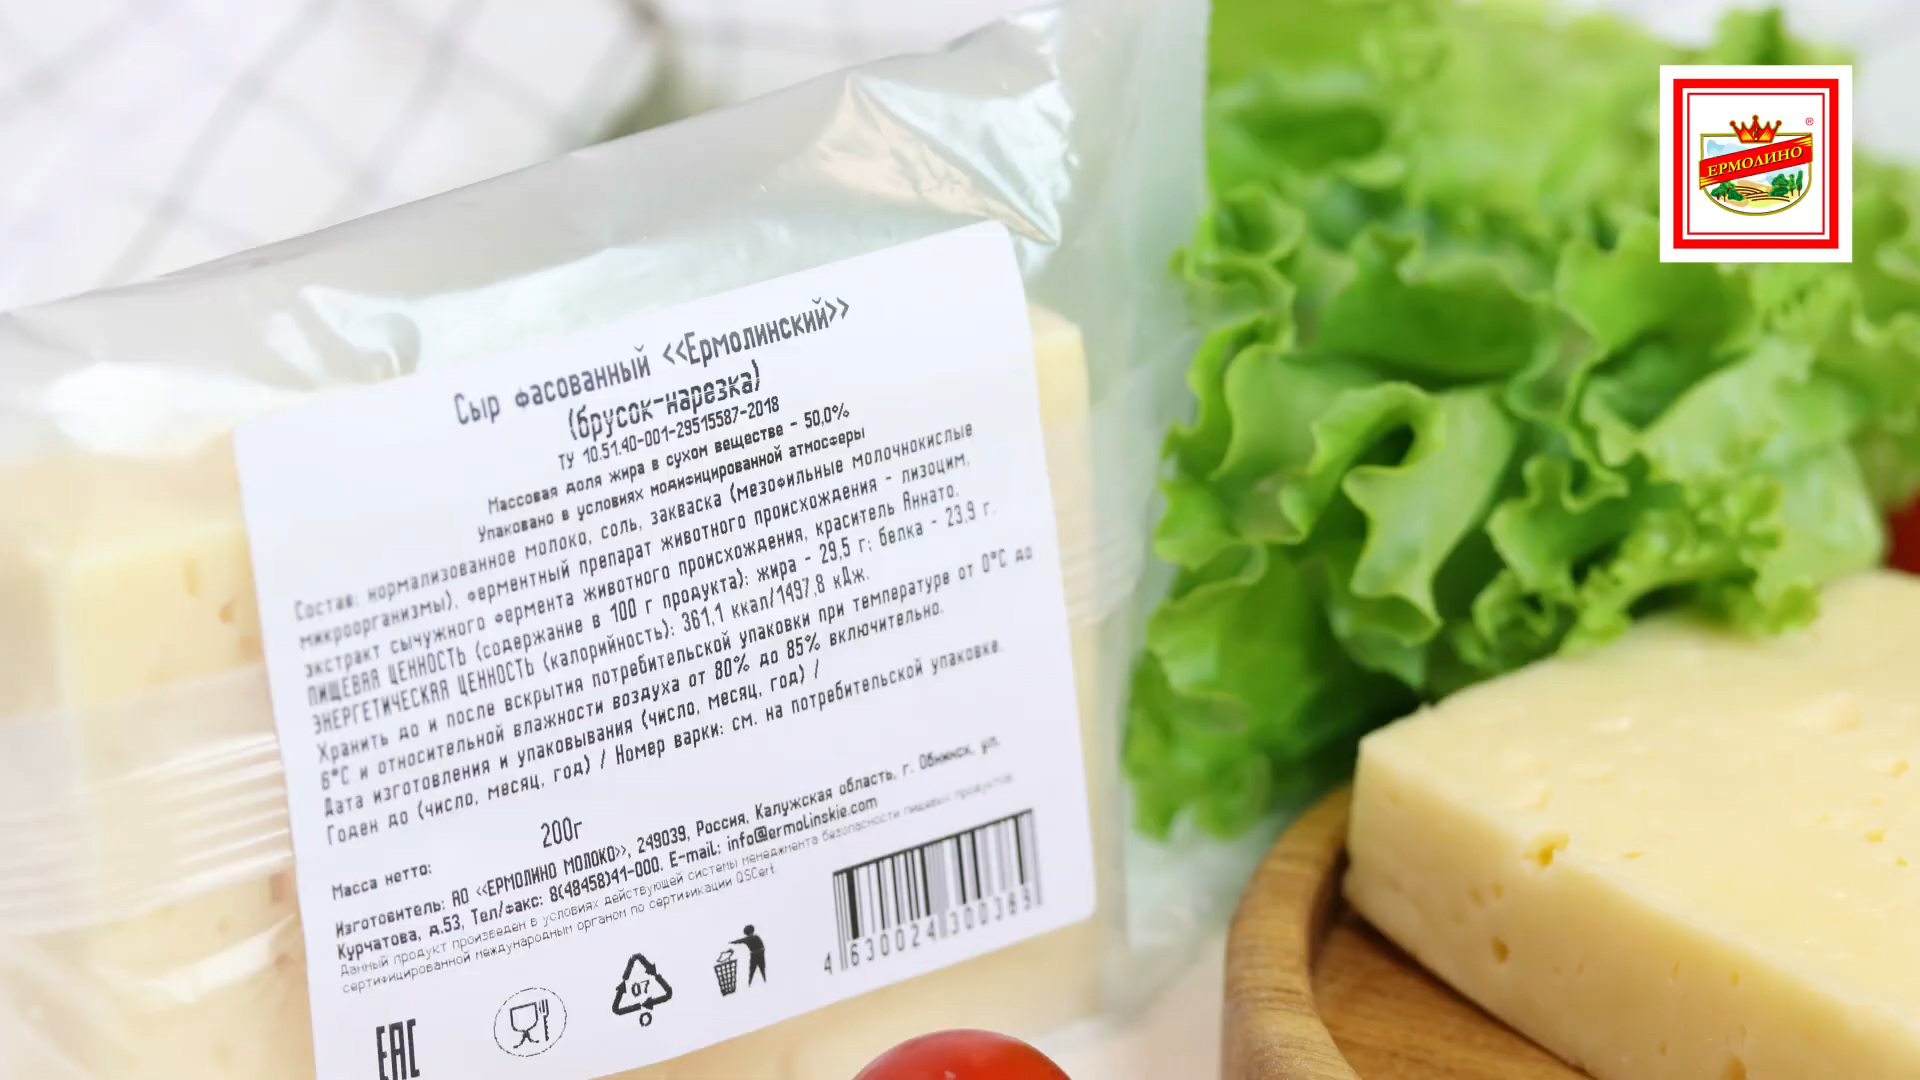 ЕРМОЛИНО
®
Сыр фасованный <<Ермолинский>>
(брусок-нарезка)
ТУ 10.51.40-001-29515587-2018
Массовая доля жира в сухом веществе - 50,0%
Упаковано в условиях модифицированной атмосферы
Состав: нормализованное молоко, соль, закваска (мезофильные молочнокислые
микроорганизмы), ферментный препарат животного происхождения - лизоцим,
экстракт сычужного фермента животного происхождения, краситель Аннато.
ПИЩЕВАЯ ЦЕННОСТЬ (содержание в 100 г продукта): жира - 29,5 г; белка - 23,9 г.
ЭНЕРГЕТИЧЕСКАЯ ЦЕННОСТЬ (калорийность): 361,1 ккал/1497,8 кДж.
Хранить до и после вскрытия потребительской упаковки при температуре от 0°С до
6°С и относительной влажности воздуха от 80% до 85% включительно.
Дата изготовления и упаковывания (число, месяц, год) /
Годен до (число, месяц, год) / Номер варки: см. на потребительской упаковке.
Масса нетто: 200г
Изготовитель: АО <<ЕРМОЛИНО МОЛОКО>>, 249039, Россия, Калужская область, г. Обнинск, ул.
Курчатова, д.53, Тел/факс: 8(48458)41-000. E-mail: info@ermolinskie.com
Данный продукт произведен в условиях действующей системы менеджмента безопасности пищевых продуктов
сертифицированной международным органом по сертификации QSCert
EAC
07
O
4 630024 300389